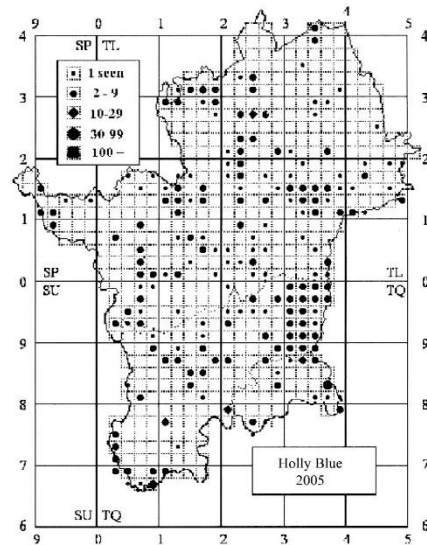 9 0 1 2 3 4 5
4 SP TL 4
1 seen
2 - 9
3 10-29 3
30 99
100 –
2 2
1 1
SP TL
0 0
SU TQ
9 9
8 8
7 Holly Blue 7
2005
SU TQ
6 6
9 0 1 2 3 4 5